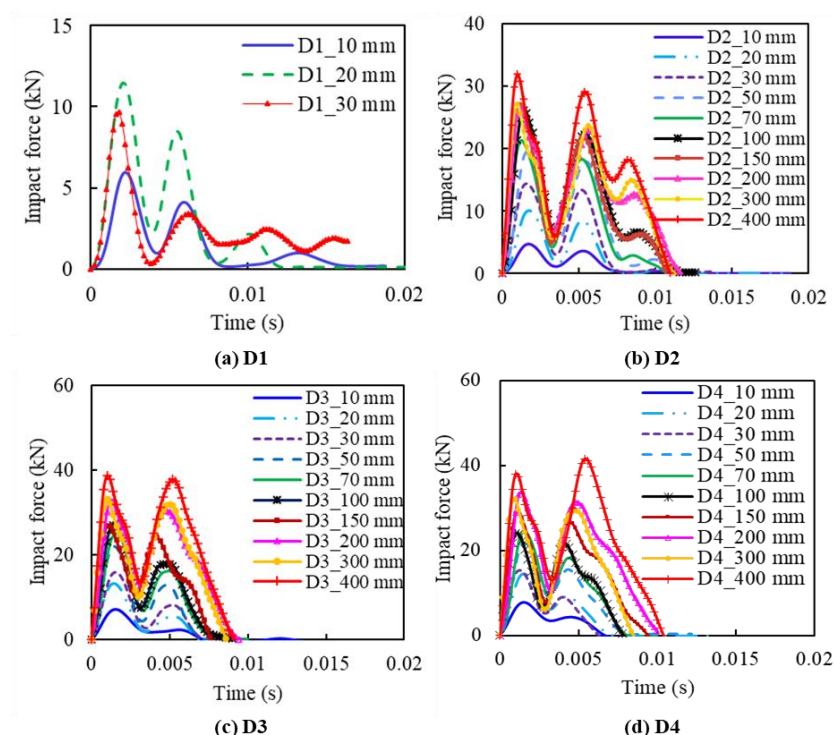 15
10
5
0
Impact force (kN)
D1_10 mm
D1_20 mm
D1_30 mm
0
0.01
0.02
Time (s)
(a) D1
40
30
20
10
0
Impact force (kN)
D2_10 mm
D2_20 mm
D2_30 mm
D2_50 mm
D2_70 mm
D2_100 mm
D2_150 mm
D2_200 mm
D2_300 mm
D2_400 mm
0
0.005
0.01
0.015
0.02
Time (s)
(b) D2
60
40
20
0
Impact force (kN)
D3_10 mm
D3_20 mm
D3_30 mm
D3_50 mm
D3_70 mm
D3_100 mm
D3_150 mm
D3_200 mm
D3_300 mm
D3_400 mm
0
0.005
0.01
0.015
0.02
Time (s)
(c) D3
60
40
20
0
Impact force (kN)
D4_10 mm
D4_20 mm
D4_30 mm
D4_50 mm
D4_70 mm
D4_100 mm
D4_150 mm
D4_200 mm
D4_300 mm
D4_400 mm
0
0.005
0.01
0.015
0.02
Time (s)
(d) D4